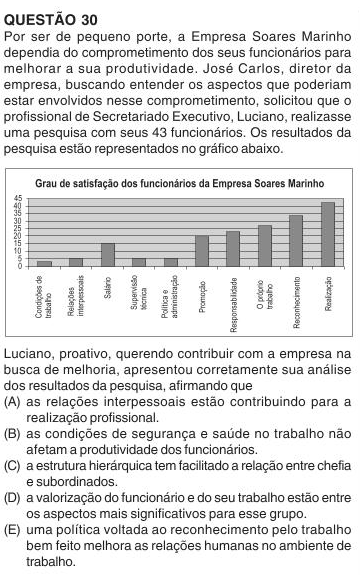 QUESTÃO 30
Por ser de pequeno porte, a Empresa Soares Marinho
dependia do comprometimento dos seus funcionários para
melhorar a sua produtividade. José Carlos, diretor da
empresa, buscando entender os aspectos que poderiam
estar envolvidos nesse comprometimento, solicitou que o
profissional de Secretariado Executivo, Luciano, realizasse
uma pesquisa com seus 43 funcionários. Os resultados da
pesquisa estão representados no gráfico abaixo.
Grau de satisfação dos funcionários da Empresa Soares Marinho
45
40
35
30
25
20
15
10
5
0
Condições de
trabalho
Relações
interpessoais
Salário
Supervisão
técnica
Política e
administração
Promoção
Responsabilidade
O próprio
trabalho
Reconhecimento
Realização
Luciano, proativo, querendo contribuir com a empresa na
busca de melhoria, apresentou corretamente sua análise
dos resultados da pesquisa, afirmando que
(A) as relações interpessoais estão contribuindo para a
realização profissional.
(B) as condições de segurança e saúde no trabalho não
afetam a produtividade dos funcionários.
(C) a estrutura hierárquica tem facilitado a relação entre chefia
e subordinados.
(D) a valorização do funcionário e do seu trabalho estão entre
os aspectos mais significativos para esse grupo.
(E) uma política voltada ao reconhecimento pelo trabalho
bem feito melhora as relações humanas no ambiente de
trabalho.